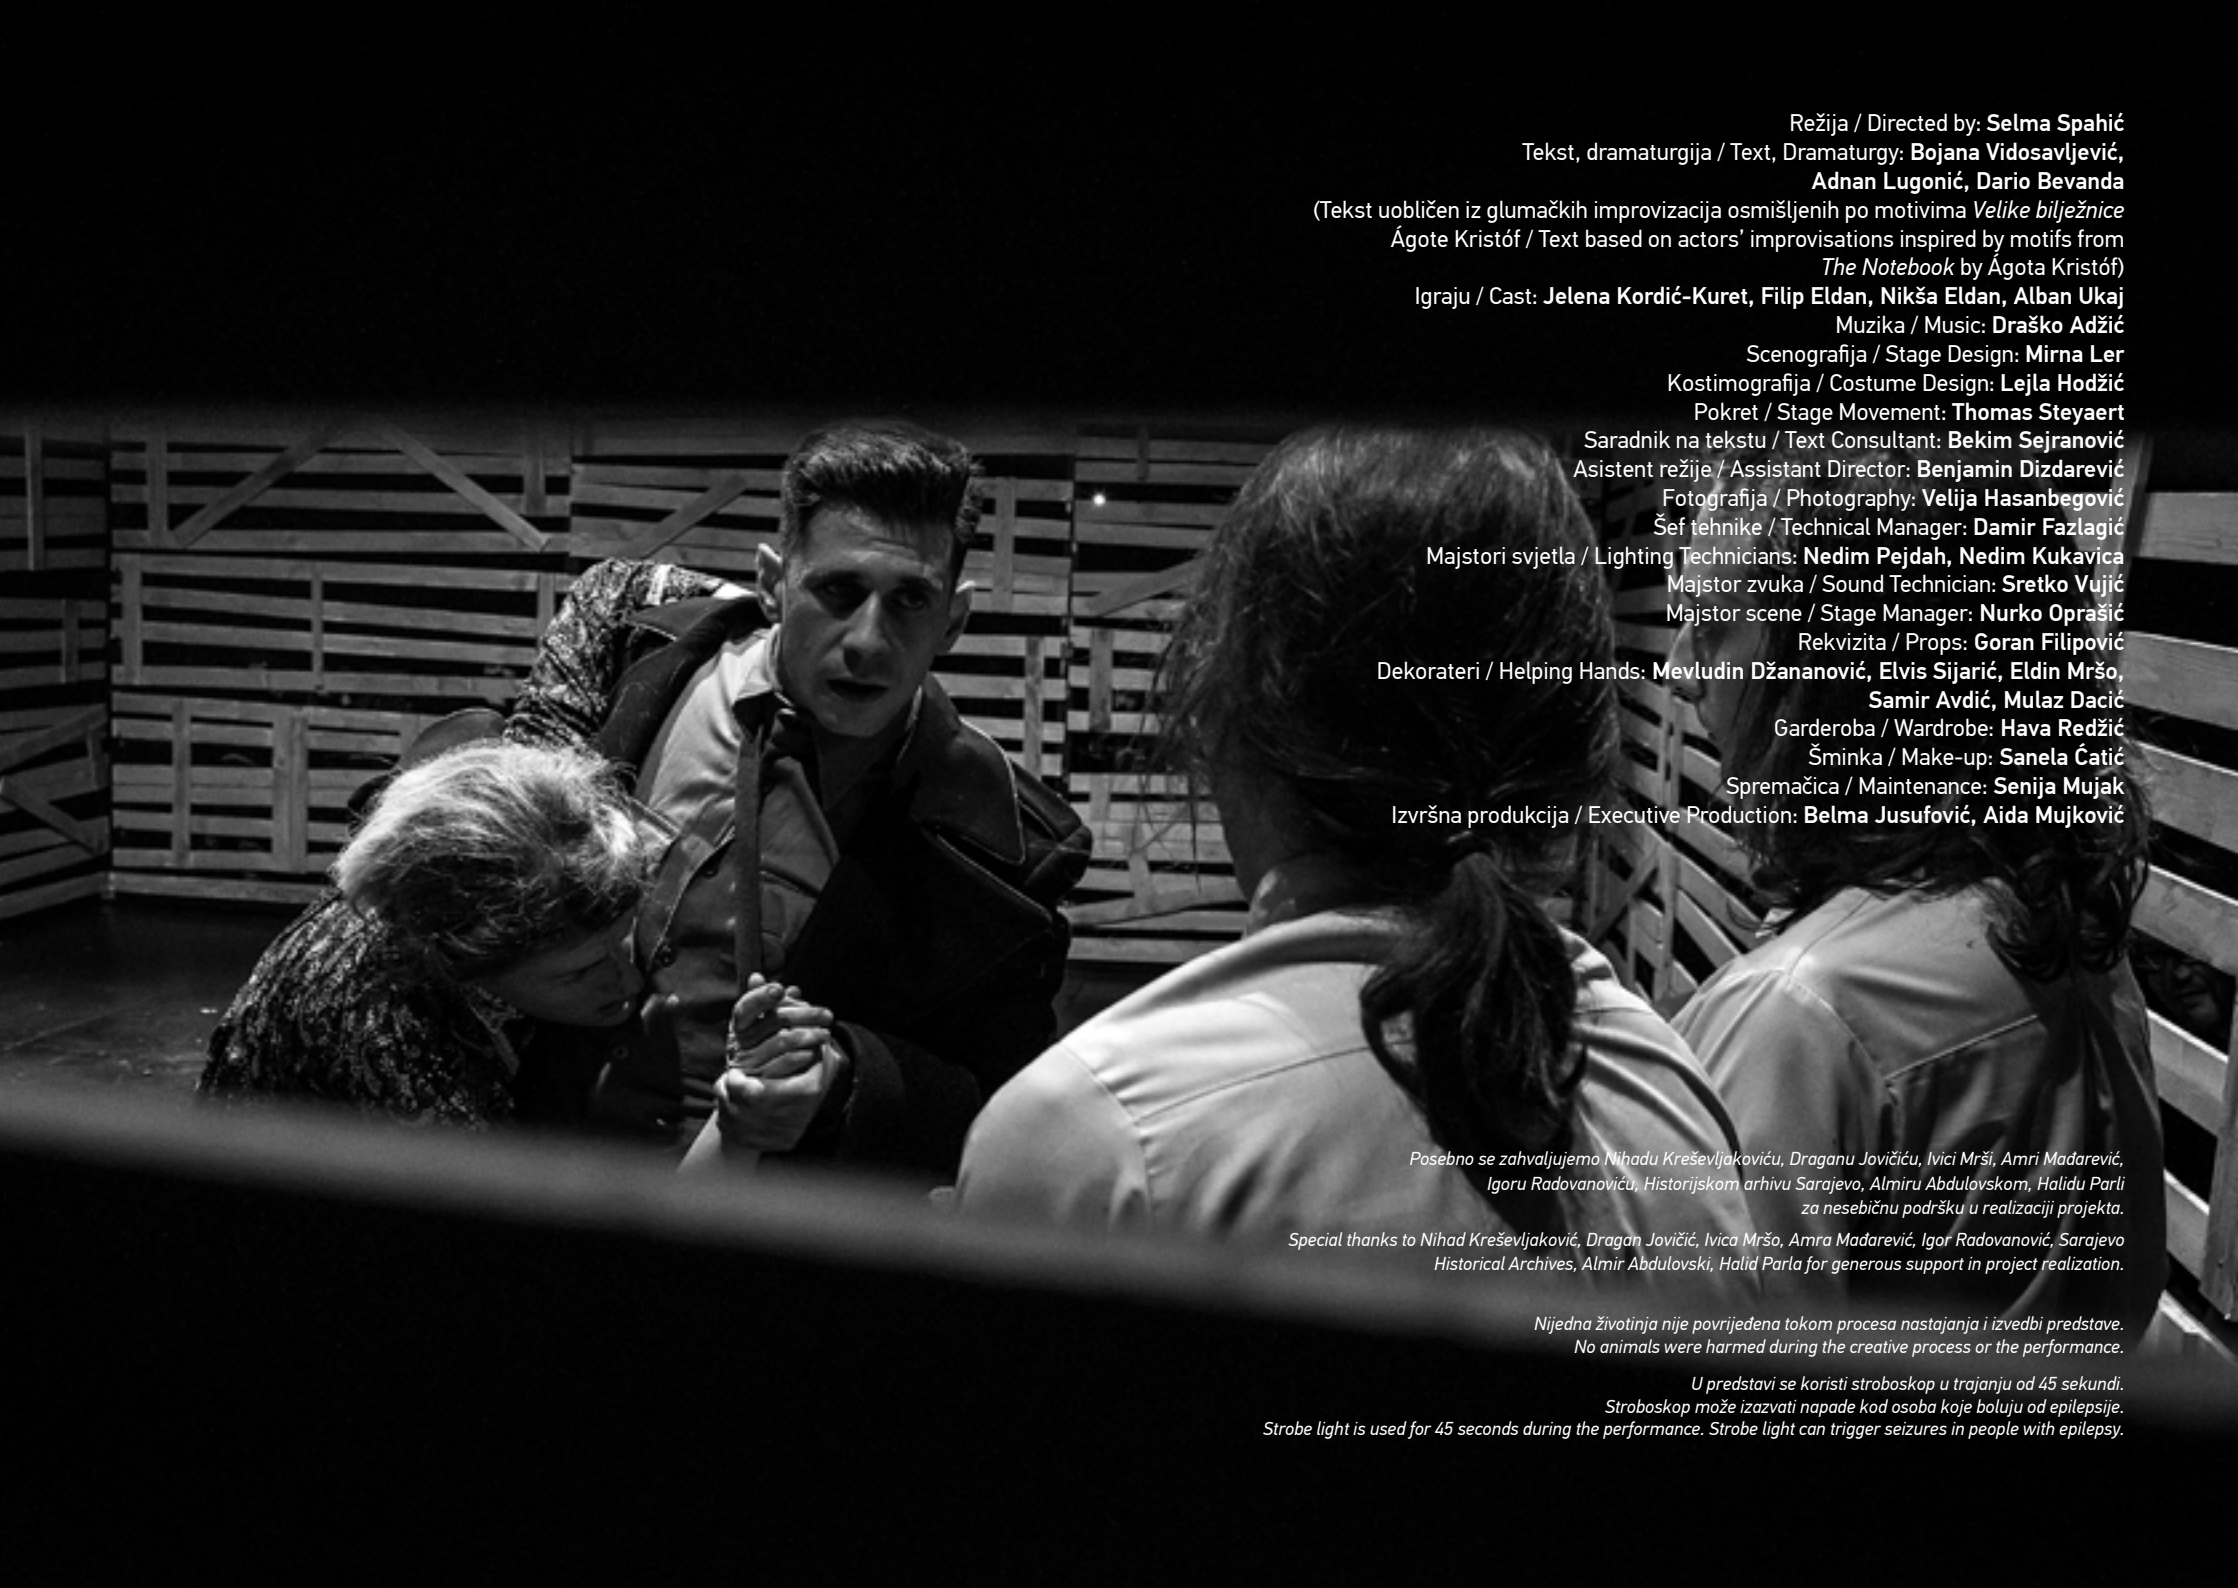 Režija / Directed by: Selma Spahić
Tekst, dramaturgija / Text, Dramaturgy: Bojana Vidosavljević,
Adnan Lugonić, Dario Bevanda
(Tekst uobličen iz glumačkih improvizacija osmišljenih po motivima Velike bilježnice
Ágote Kristóf / Text based on actors’ improvisations inspired by motifs from
The Notebook by Ágota Kristóf)
Igraju / Cast: Jelena Kordić-Kuret, Filip Eldan, Nikša Eldan, Alban Ukaj
Muzika / Music: Draško Adžić
Scenografija / Stage Design: Mirna Ler
Kostimografija / Costume Design: Lejla Hodžić
Pokret / Stage Movement: Thomas Steyaert
Saradnik na tekstu / Text Consultant: Bekim Sejranović
Asistent režije / Assistant Director: Benjamin Dizdarević
Fotografija / Photography: Velija Hasanbegović
Šef tehnike / Technical Manager: Damir Fazlagić
Majstori svjetla / Lighting Technicians: Nedim Pejdah, Nedim Kukavica
Majstor zvuka / Sound Technician: Sretko Vujić
Majstor scene / Stage Manager: Nurko Oprašić
Rekvizita / Props: Goran Filipović
Dekorateri / Helping Hands: Mevludin Džananović, Elvis Sijarić, Eldin Mršo,
Samir Avdić, Mulaz Dacić
Garderoba / Wardrobe: Hava Redžić
Šminka / Make-up: Sanela Ćatić
Spremačica / Maintenance: Senija Mujak
Izvršna produkcija / Executive Production: Belma Jusufović, Aida Mujković
Posebno se zahvaljujemo Nihadu Kreševljakoviću, Draganu Jovičiću, Ivici Mrši, Amri Mađarević,
Igoru Radovanoviću, Historijskom arhivu Sarajevo, Almiru Abdulovskom, Halidu Parli
za nesebičnu podršku u realizaciji projekta.
Special thanks to Nihad Kreševljaković, Dragan Jovičić, Ivica Mršo, Amra Mađarević, Igor Radovanović, Sarajevo
Historical Archives, Almir Abdulovski, Halid Parla for generous support in project realization.
Nijedna životinja nije povrijeđena tokom procesa nastajanja i izvedbi predstave.
No animals were harmed during the creative process or the performance.
U predstavi se koristi stroboskop u trajanju od 45 sekundi.
Stroboskop može izazvati napade kod osoba koje boluju od epilepsije.
Strobe light is used for 45 seconds during the performance. Strobe light can trigger seizures in people with epilepsy.